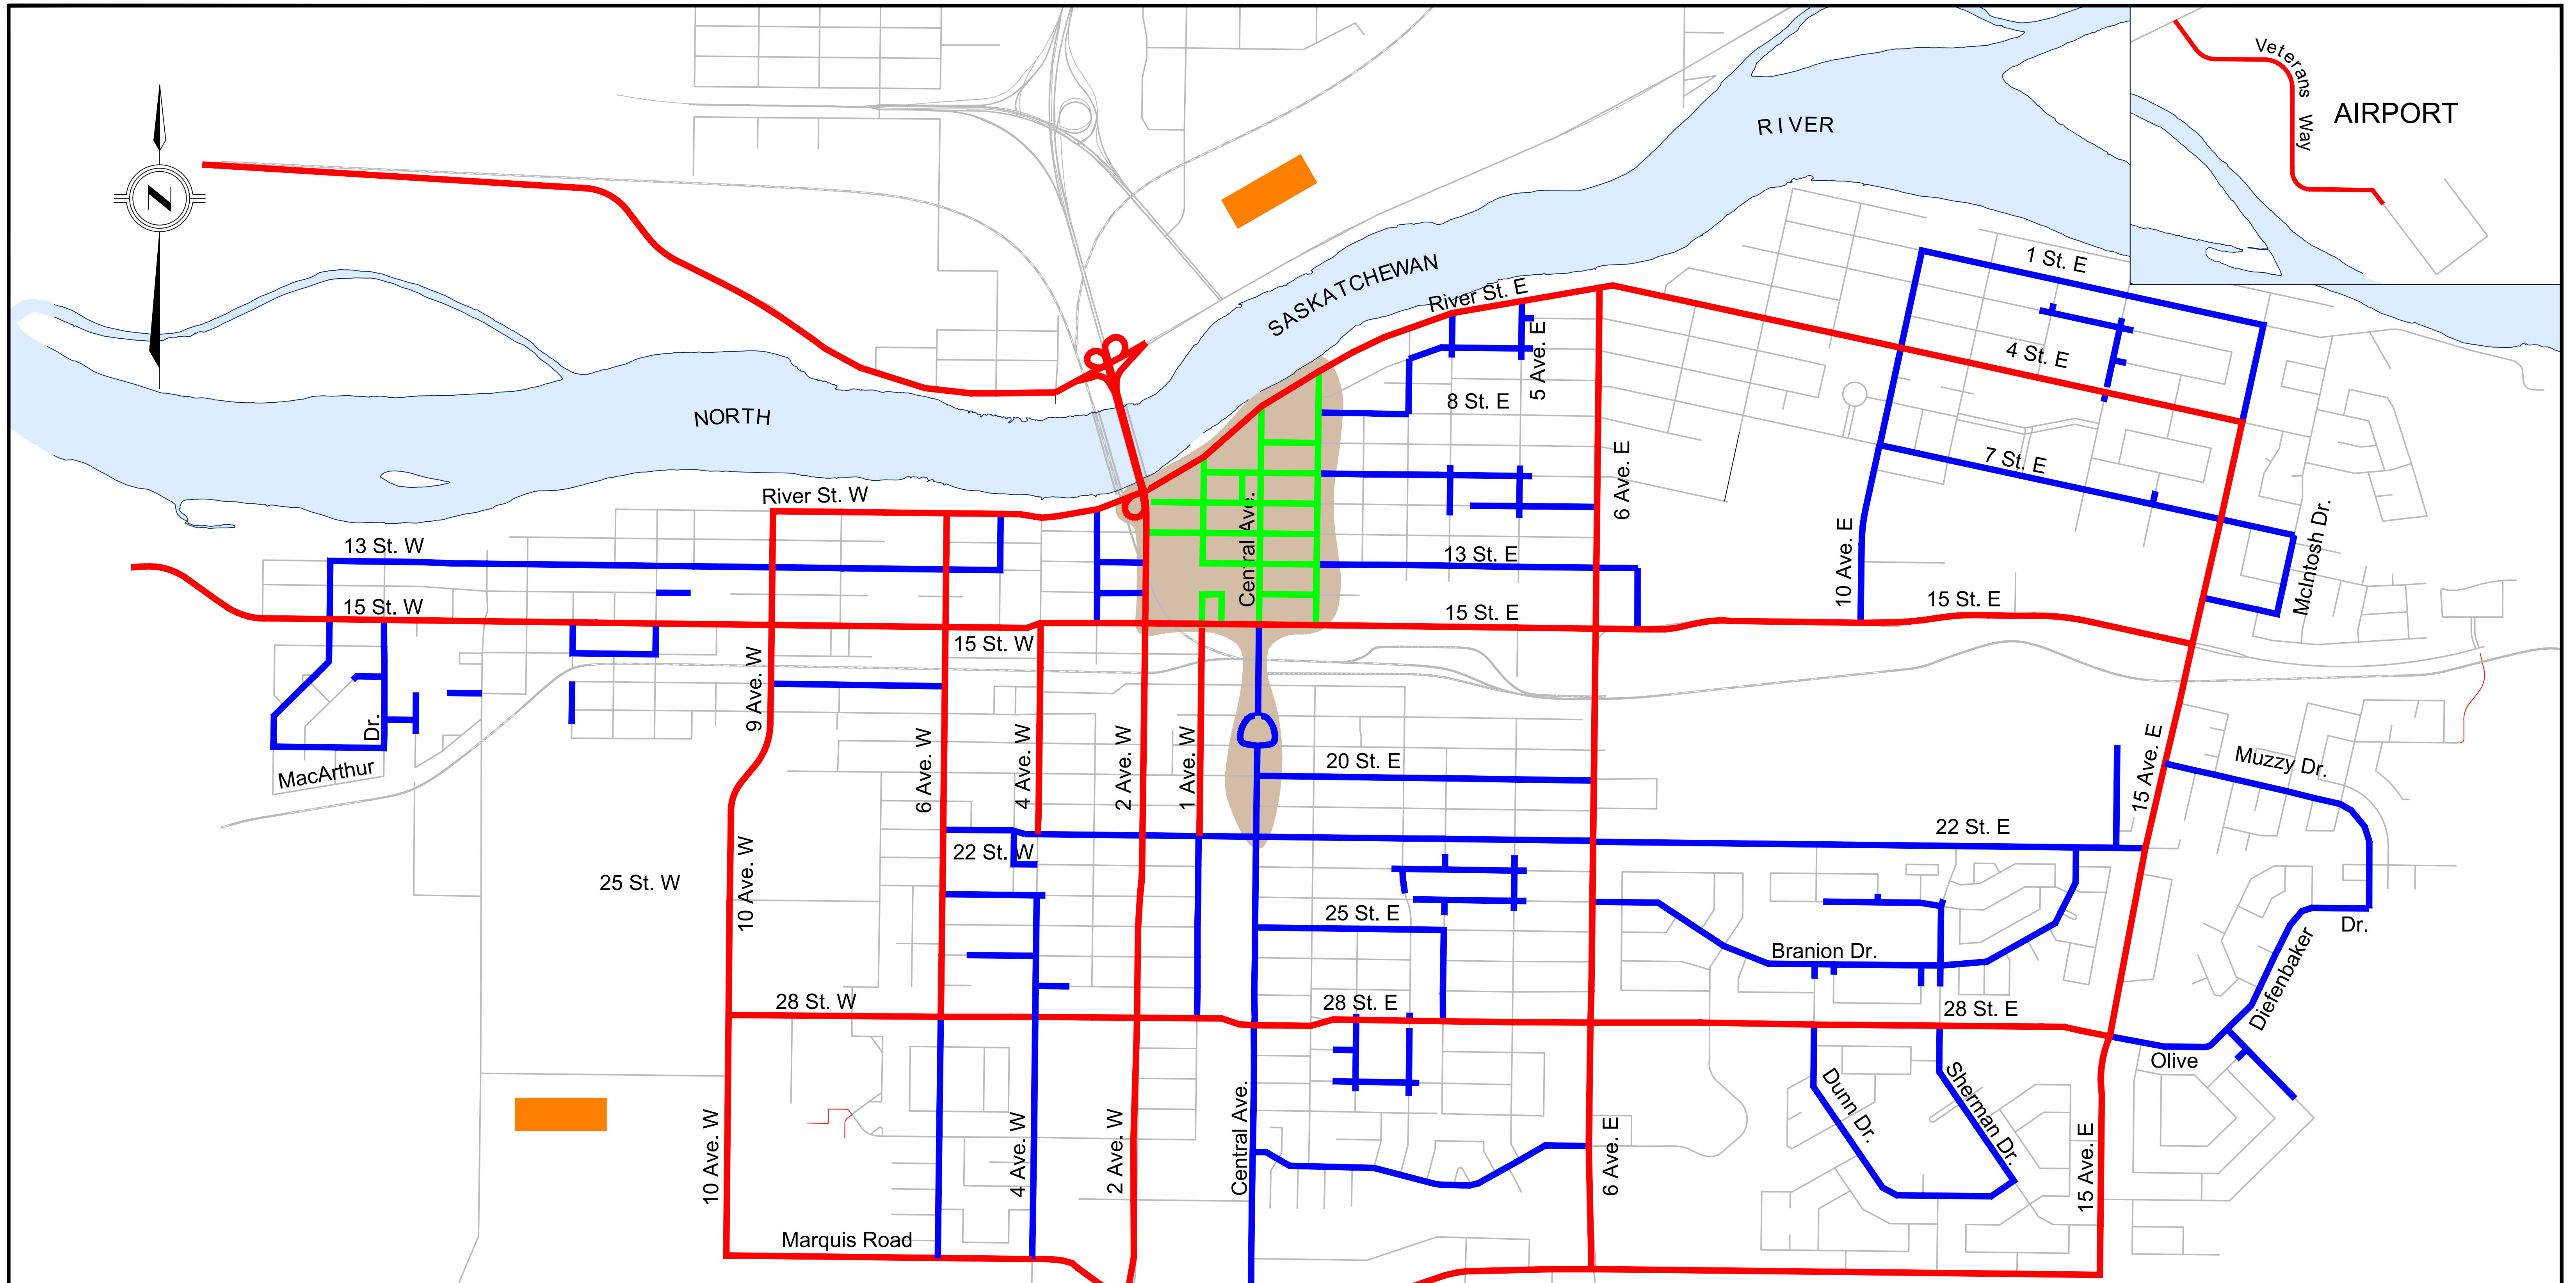 Veterans Way
AIRPORT
RIVER
SASKATCHEWAN
NORTH
N
1 St. E
River St. E
5 Ave. E
4 St. E
8 St. E
6 Ave. E
7 St. E
River St. W
Central Ave.
13 St. W
13 St. E
10 Ave. E
McIntosh Dr.
15 St. W
15 St. W
15 St. E
15 St. E
9 Ave. W
Dr.
MacArthur
6 Ave. W
4 Ave. W
2 Ave. W
1 Ave. W
20 St. E
15 Ave. E
Muzzy Dr.
22 St. W
22 St. E
25 St. W
10 Ave. W
25 St. E
Branion Dr.
Dr.
Diefenbaker
28 St. W
28 St. E
28 St. E
Olive
Dunn Dr.
Sherman Dr.
10 Ave. W
4 Ave. W
2 Ave. W
Central Ave.
6 Ave. E
15 Ave. E
Marquis Road